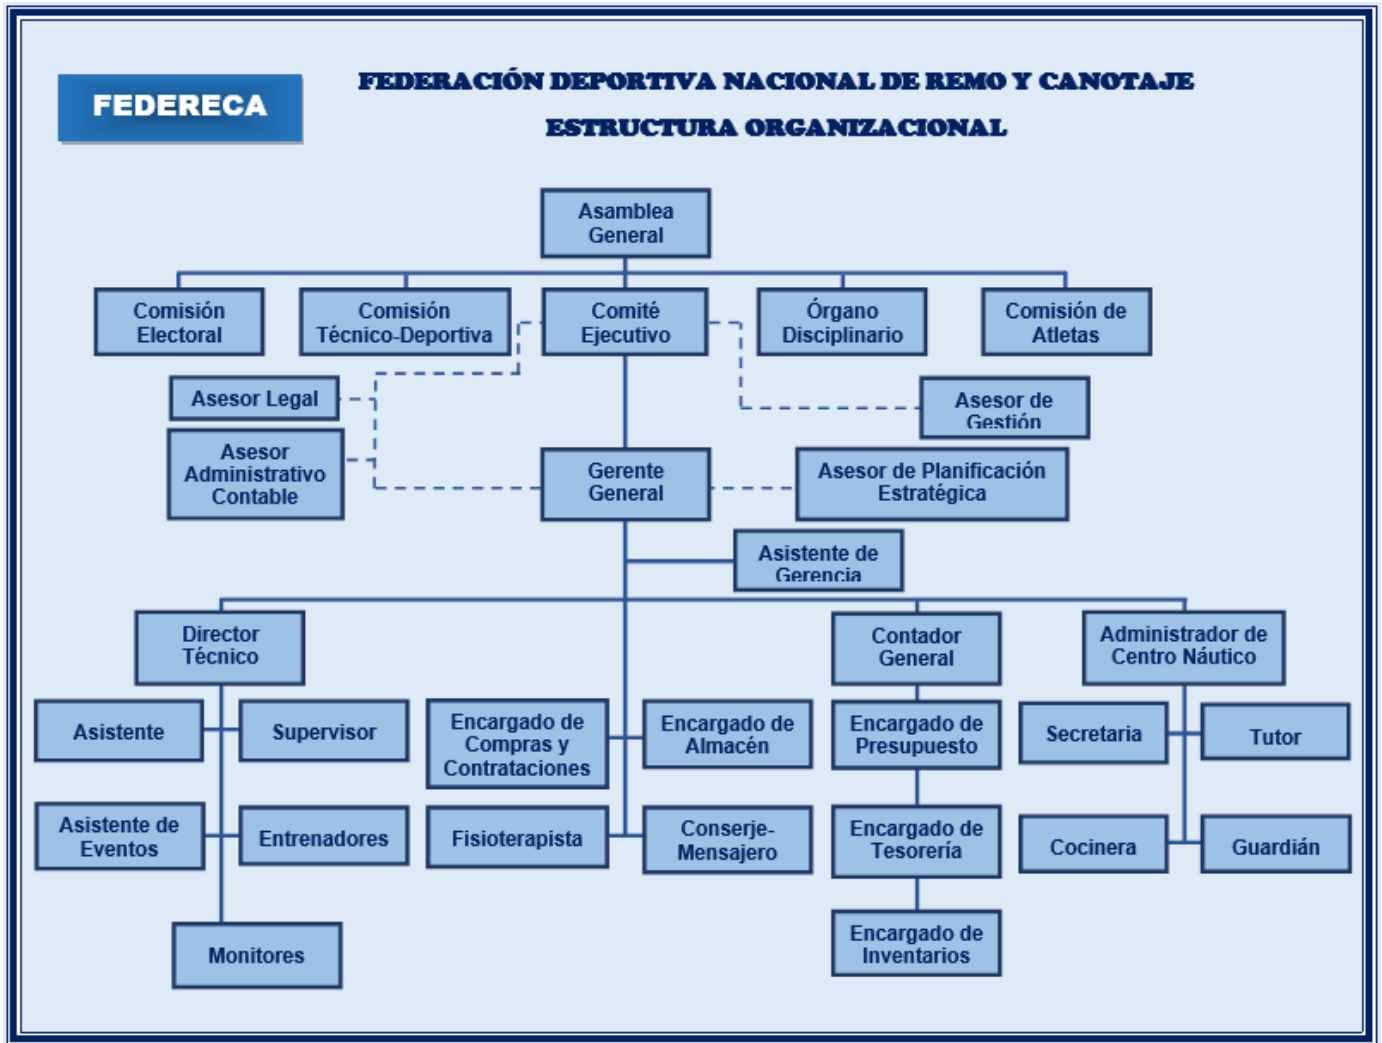 FEDERECA
FEDERACIÓN DEPORTIVA NACIONAL DE REMO Y CANOTAJE
ESTRUCTURA ORGANIZACIONAL
Asamblea
General
Comisión
Electoral
Comisión
Técnico-Deportiva
Comité
Ejecutivo
Órgano
Disciplinario
Comisión de
Atletas
Asesor Legal
Asesor de
Gestión
Asesor
Administrativo
Contable
Gerente
General
Asesor de Planificación
Estratégica
Asistente de
Gerencia
Director
Técnico
Contador
General
Administrador de
Centro Náutico
Asistente
Supervisor
Encargado de
Compras y
Contrataciones
Encargado de
Almacén
Encargado de
Presupuesto
Secretaria
Tutor
Asistente de
Eventos
Entrenadores
Fisioterapista
Conserje-
Mensajero
Encargado de
Tesorería
Cocinera
Guardián
Monitores
Encargado de
Inventarios